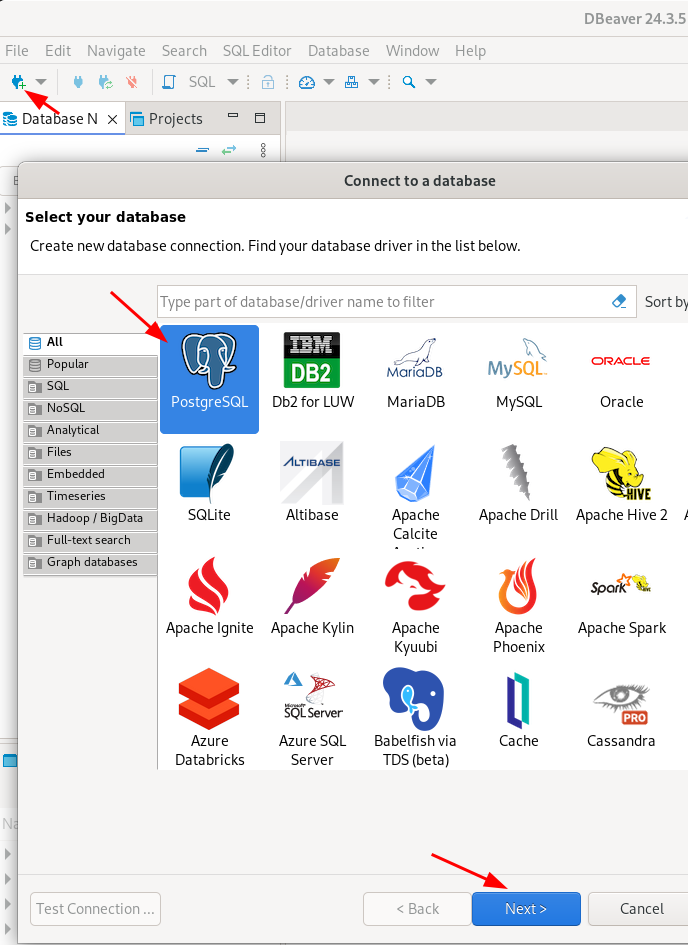 DBeaver 24.3.5
File Edit Navigate Search SQL Editor Database Window Help
SQL
Database N Projects
Connect to a database
Select your database
Create new database connection. Find your database driver in the list below.
Type part of database/driver name to filter
Sort by
All
Popular
SQL
NoSQL
Analytical
Files
Embedded
Timeseries
Hadoop / BigData
Full-text search
Graph databases
IBM
DB2
MariaDB
MySQL
ORACLE
PostgreSQL
Db2 for LUW
MariaDB
MySQL
Oracle
ALTIBASE
HIVE
SQLite
Altibase
Apache
Calcite
Apache Drill
Apache Hive 2
Spark
Apache Ignite
Apache Kylin
Apache
Kyuubi
Apache
Phoenix
Apache Spark
Microsoft
SQL Server
PRO
Azure
Databricks
Azure SQL
Server
Babelfish via
TDS (beta)
Cache
Cassandra
Test Connection ...
< Back
Next >
Cancel